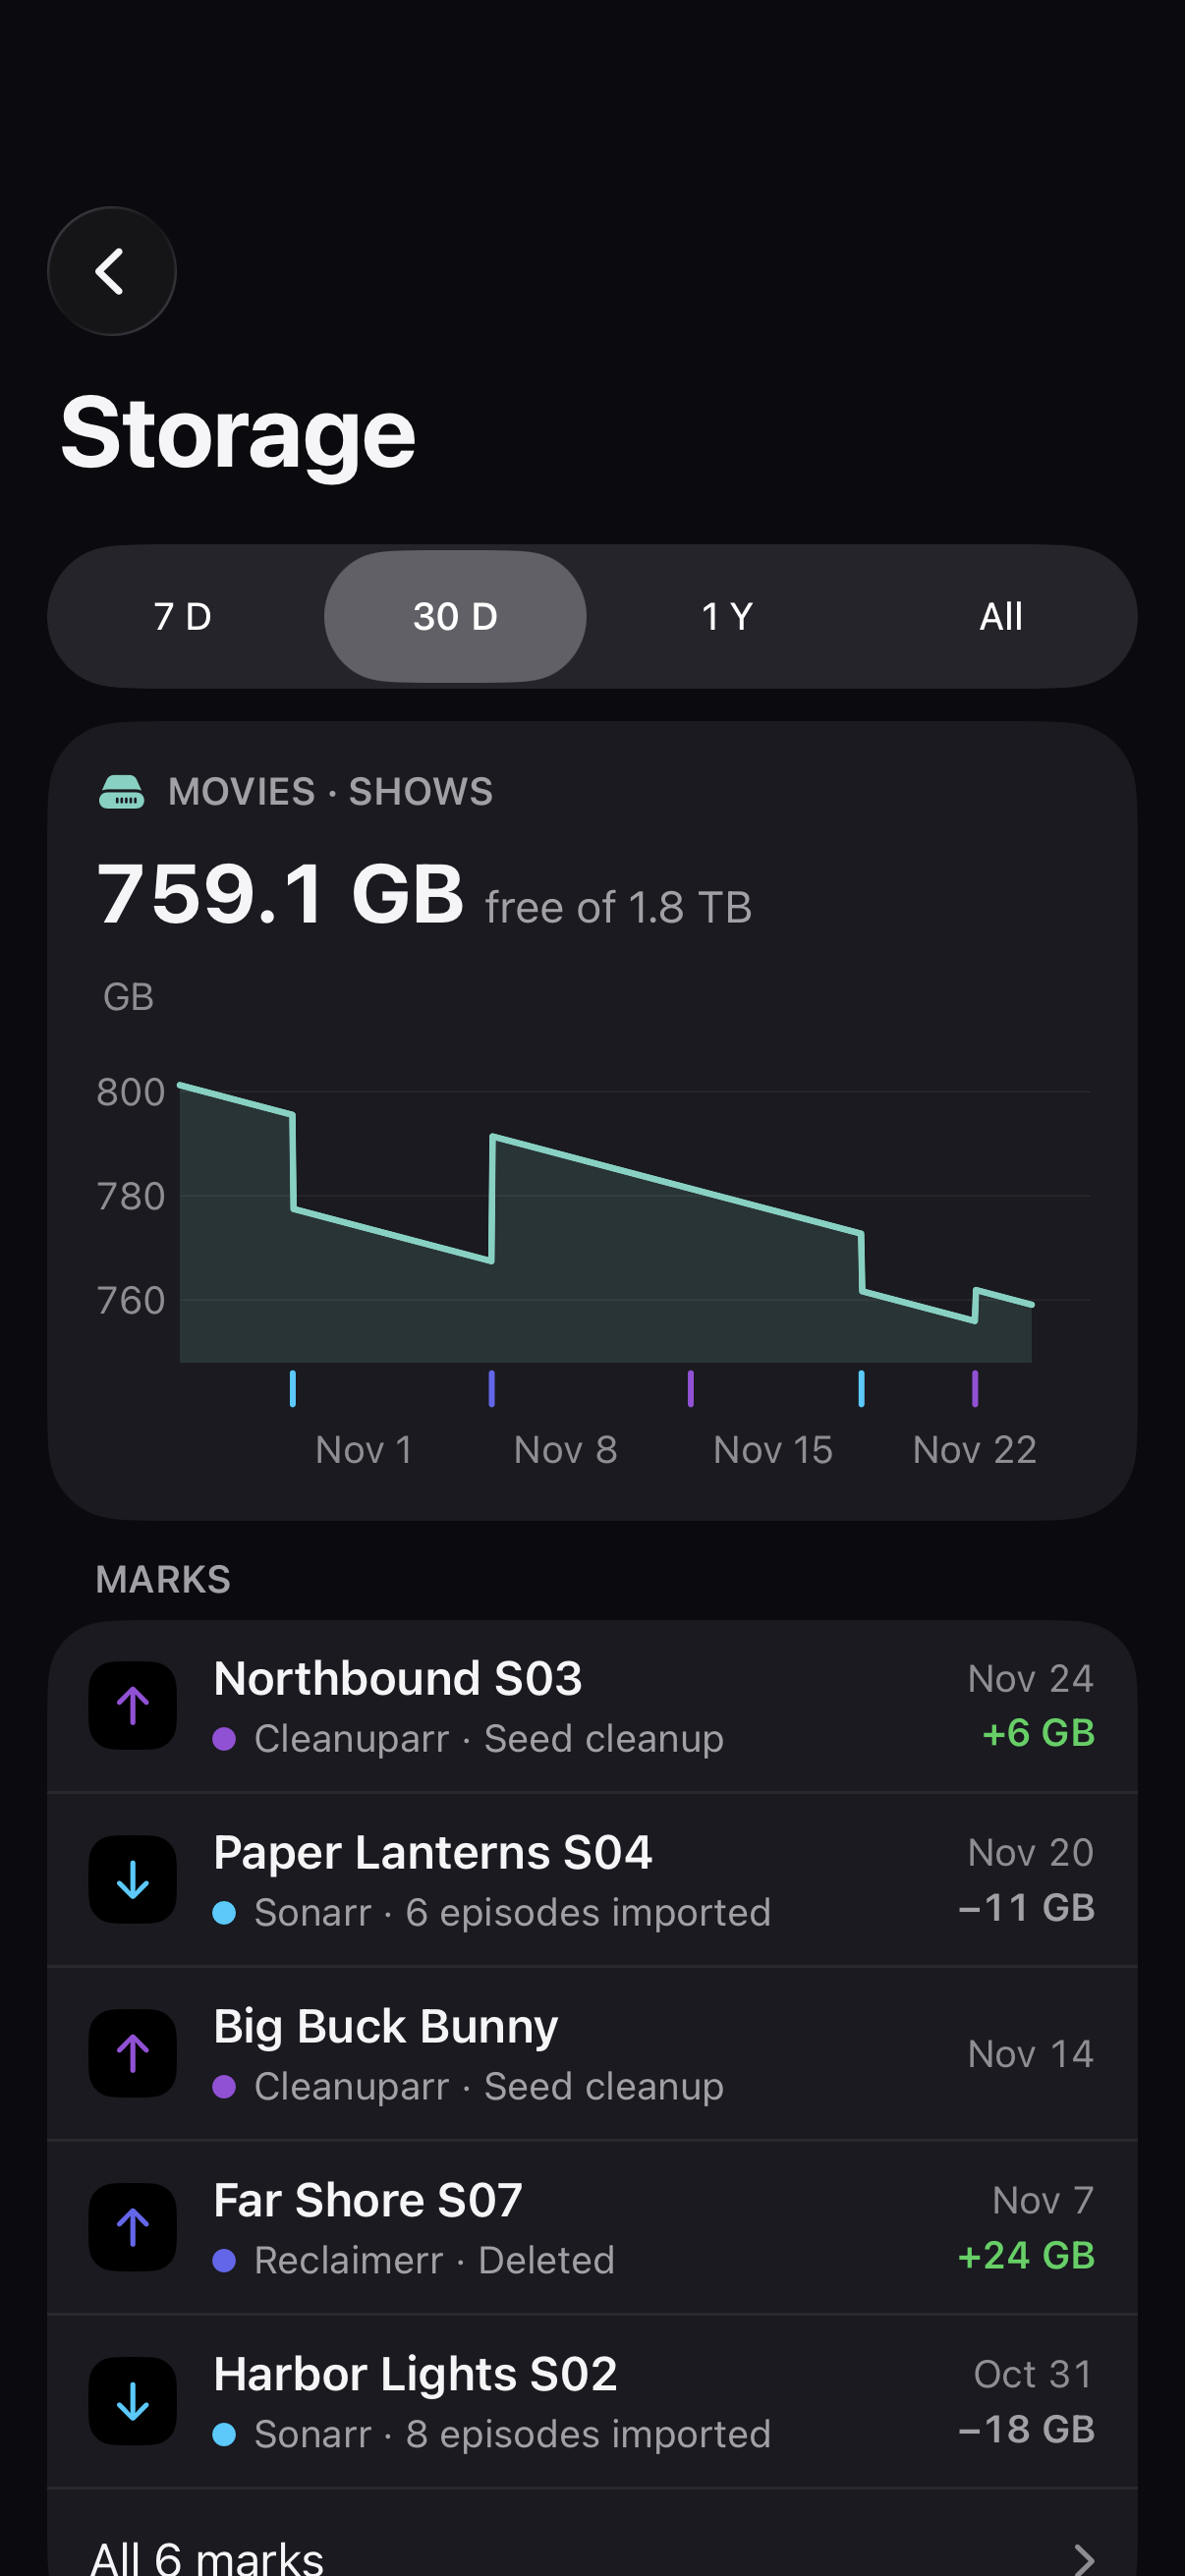 Storage
7 D 30 D 1 Y All
MOVIES · SHOWS
759.1 GB free of 1.8 TB
GB
800
780
760
Nov 1 Nov 8 Nov 15 Nov 22
MARKS
Northbound S03 Nov 24
Cleanuparr · Seed cleanup +6 GB
Paper Lanterns S04 Nov 20
Sonarr · 6 episodes imported −11 GB
Big Buck Bunny
Nov 14
Cleanuparr · Seed cleanup
Far Shore S07 Nov 7
Reclaimerr · Deleted +24 GB
Harbor Lights S02 Oct 31
Sonarr · 8 episodes imported −18 GB
All 6 marks